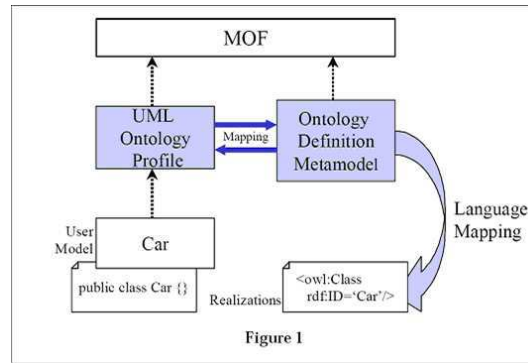 MOF
UML
Ontology
Profile
Mapping
Ontology
Definition
Metamodel
Language
Mapping
User
Model
Car
public class Car {}
Realizations
<owl:Class
rdf:ID=‘Car’/>
Figure 1